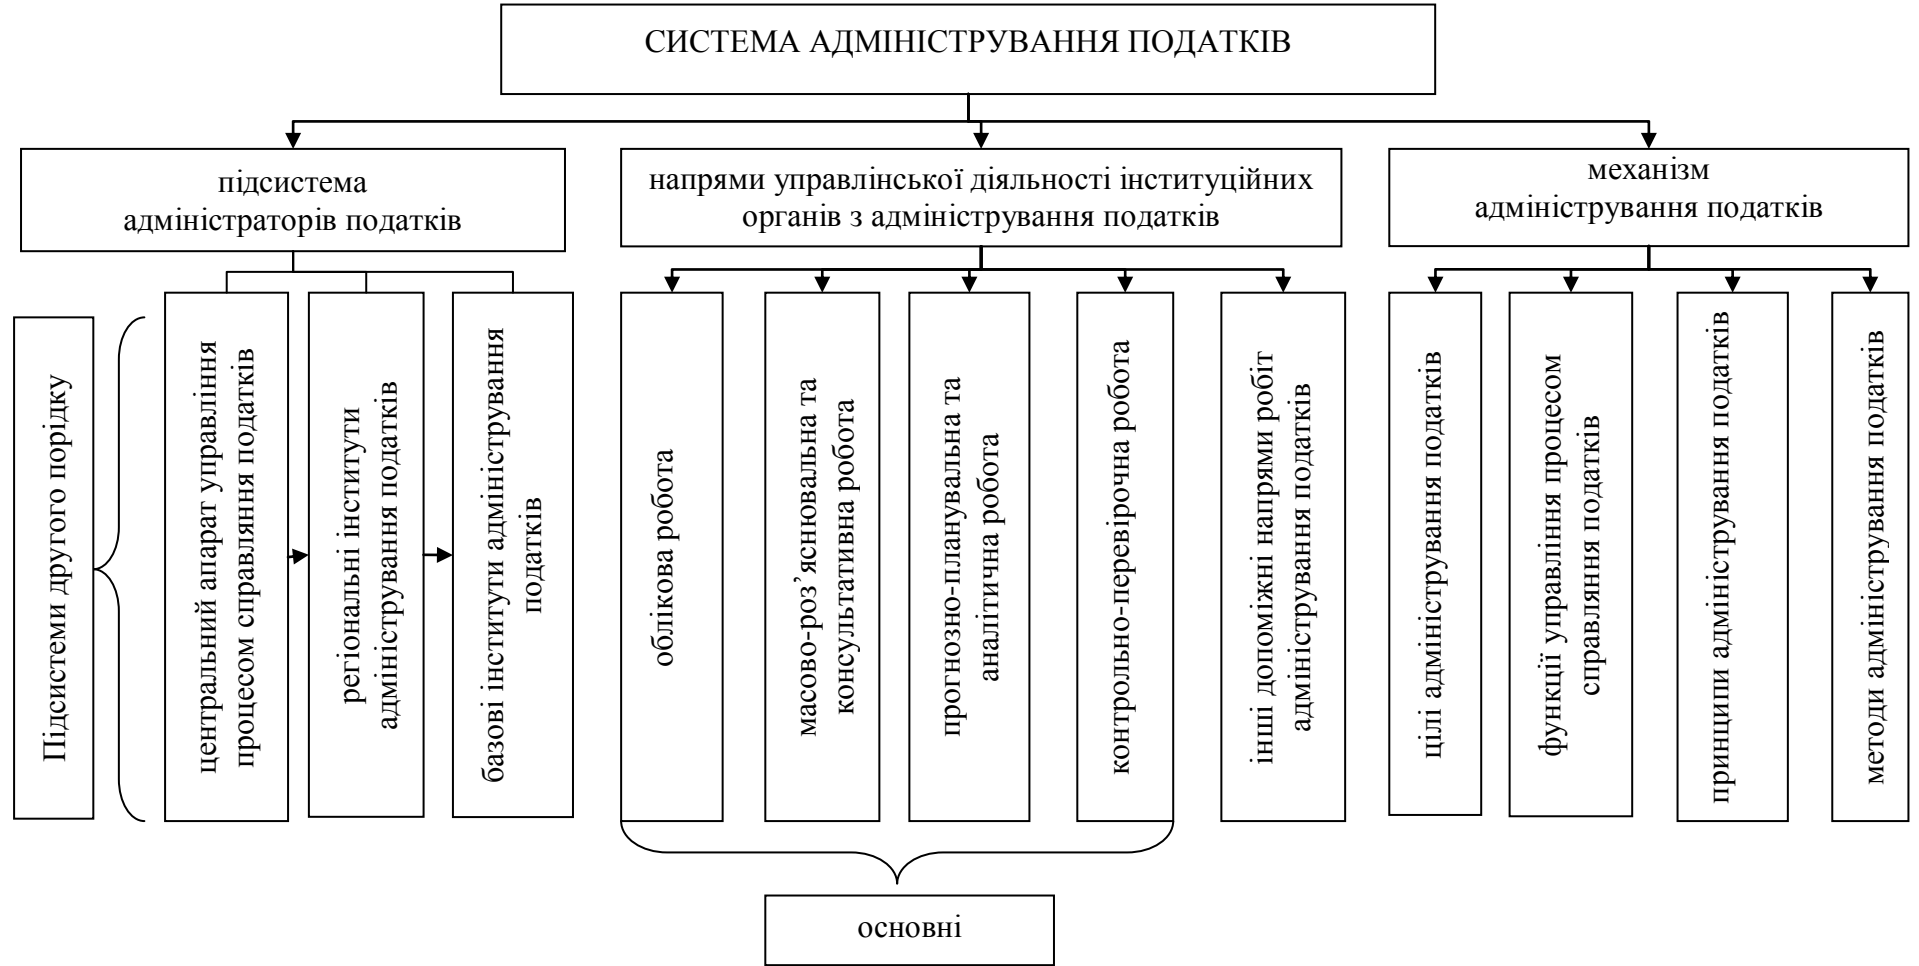 СИСТЕМА АДМІНІСТРУВАННЯ ПОДАТКІВ
підсистема
адміністраторів податків
напрями управлінської діяльності інституційних
органів з адміністрування податків
механізм
адміністрування податків
Підсистеми другого порідку
центральний апарат управління
процесом справляння податків
регіональні інститути
адміністрування податків
базові інститути адміністрування
податків
облікова робота
масово-роз’яснювальна та
консультативна робота
прогнозно-планувальна та
аналітична робота
контрольно-перевірочна робота
інші допоміжні напрями робіт
адміністрування податків
цілі адміністрування податків
функції управління процесом
справляння податків
принципи адміністрування податків
методи адміністрування податків
основні